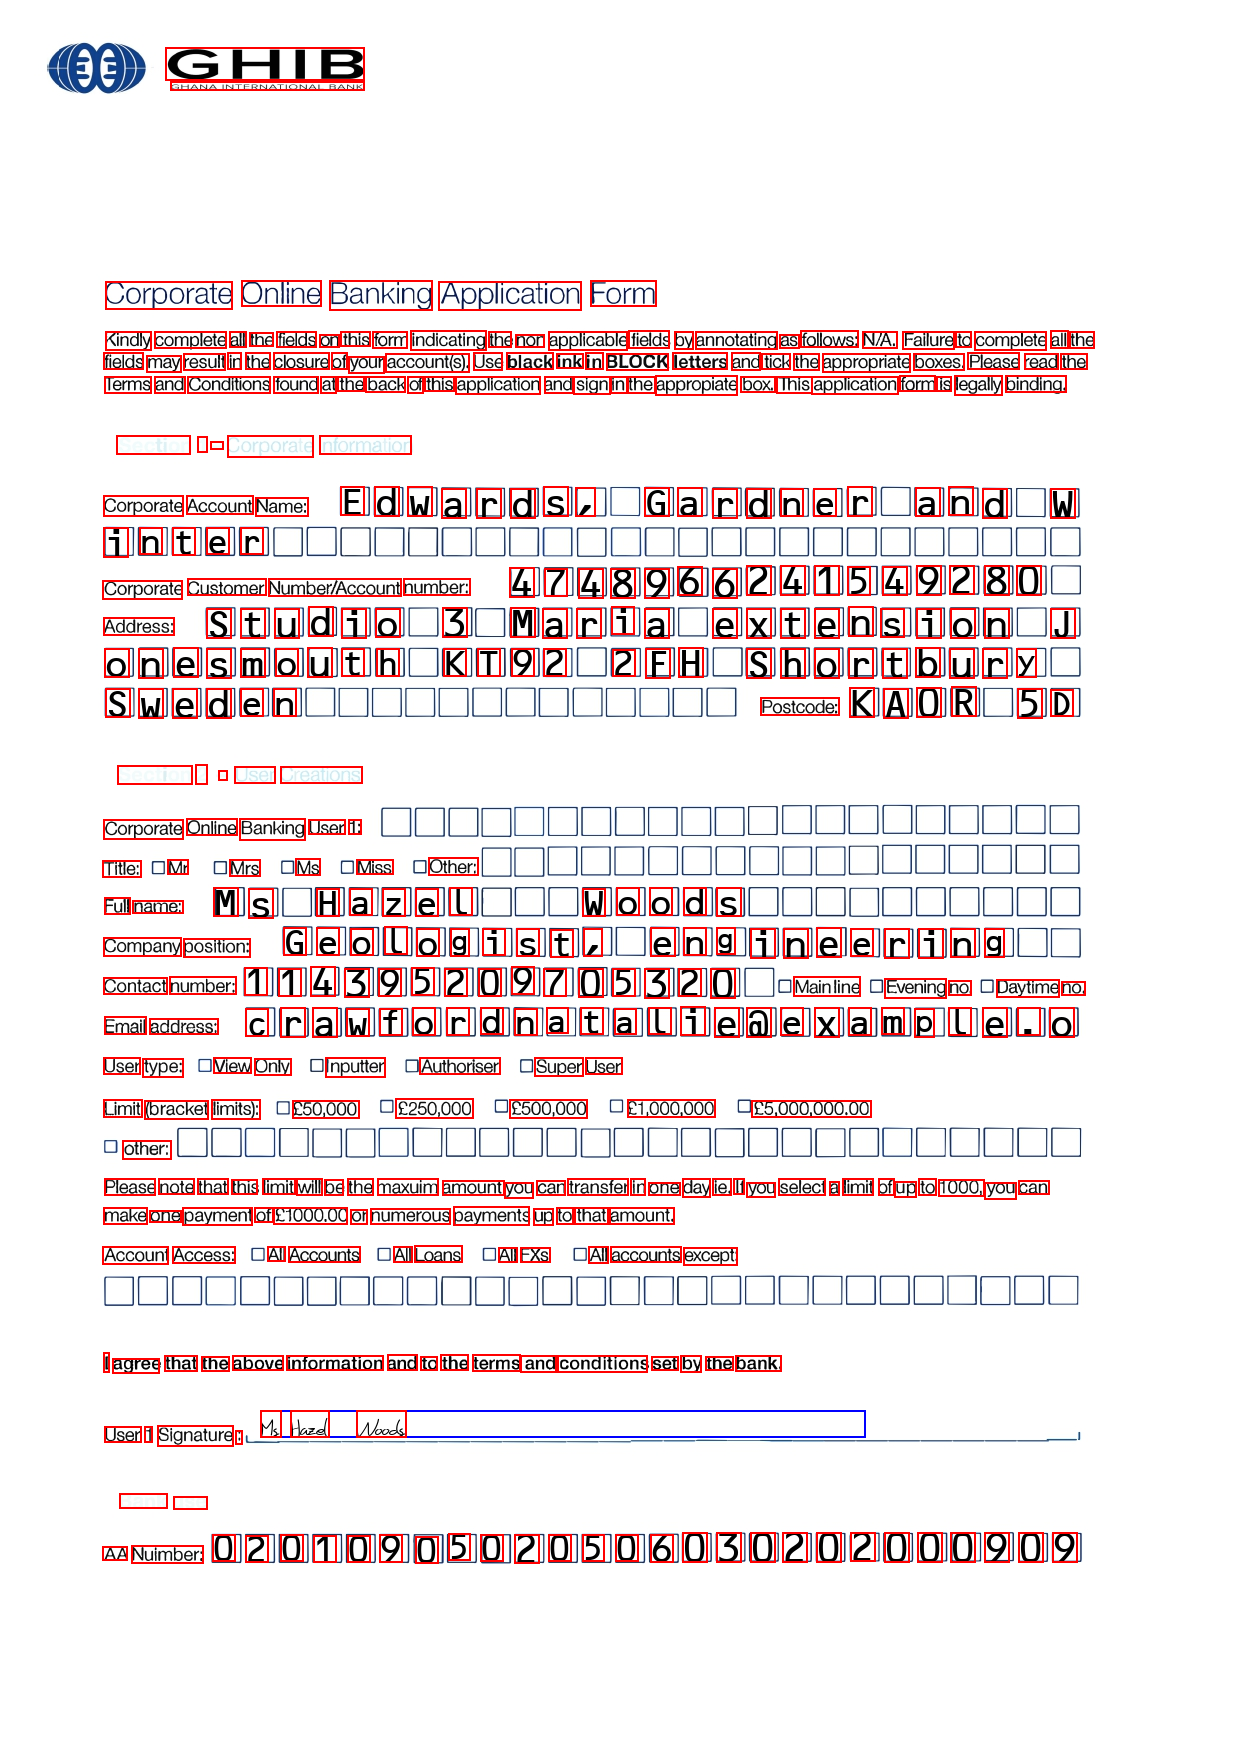 GHIB
GHANA INTERNATIONAL BANK
Corporate Online Banking Application Form
Kindly complete all the fields on this form indicating the non applicable fields by annotating as follows: N/A. Failure to complete all the
fields may result in the closure of your account(s). Use black ink in BLOCK letters and tick the appropriate boxes. Please read the
Terms and Conditions found at the back of this application and sign in the appropiate box. This application form is legally binding.
Section - Corporate Information
Corporate Account Name: Edwards, Gardner and W
inter
Corporate Customer Number/Account number: 4748966241549280
Address: Studio 3 Maria extension J
onesmouth KT92 2FH Shortbury
Sweden Postcode: KAOR 5D
Section - User Creations
Corporate Online Banking User 1:
Title: Mr Mrs Ms Miss Other:
Full name: Ms Hazel Woods
Company position: Geologist, engineering
Contact number: 114395209705320 Main line Evening no Daytime no.
Email address: crawfordnatalie@example.o
User type: View Only Inputter Authoriser Super User
Limit (bracket limits): £50,000 £250,000 £500,000 £1,000,000 £5,000,000.00
other:
Please note that this limit will be the maxuim amount you can transfer in one day ie. If you select a limit of up to 1000, you can
make one payment of £1000.00 or numerous payments up to that amount.
Account Access: All Accounts All Loans All FXs All accounts except
I agree that the above information and to the terms and conditions set by the bank.
User 1 Signature: Ms Hazel Woods
AA Nuimber: 02010905020506030202000909